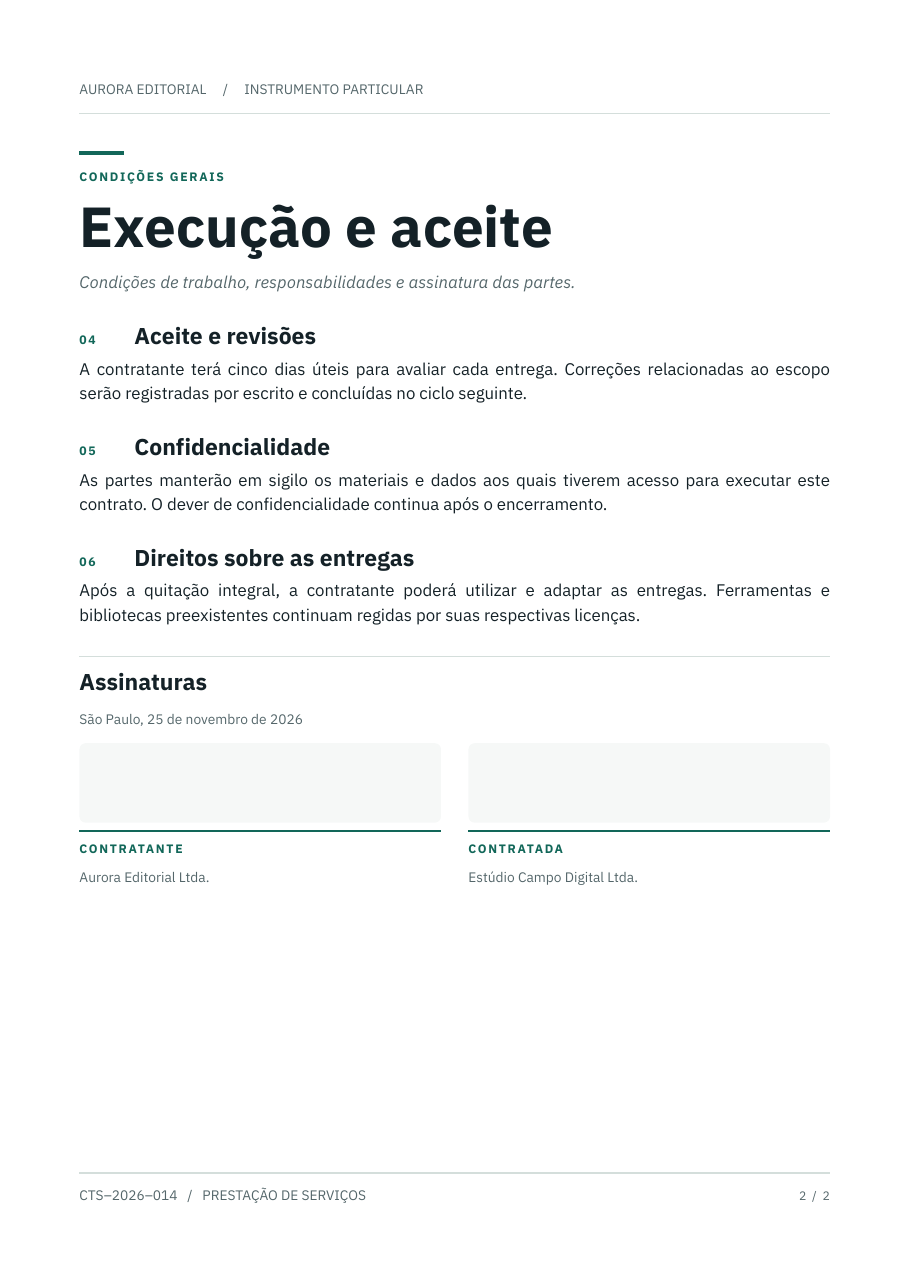 AURORA EDITORIAL / INSTRUMENTO PARTICULAR
CONDIÇÕES GERAIS
Execução e aceite
Condições de trabalho, responsabilidades e assinatura das partes.
04 Aceite e revisões
A contratante terá cinco dias úteis para avaliar cada entrega. Correções relacionadas ao escopo
serão registradas por escrito e concluídas no ciclo seguinte.
05 Confidencialidade
As partes manterão em sigilo os materiais e dados aos quais tiverem acesso para executar este
contrato. O dever de confidencialidade continua após o encerramento.
06 Direitos sobre as entregas
Após a quitação integral, a contratante poderá utilizar e adaptar as entregas. Ferramentas e
bibliotecas preexistentes continuam regidas por suas respectivas licenças.
Assinaturas
São Paulo, 25 de novembro de 2026
CONTRATANTE
Aurora Editorial Ltda.
CONTRATADA
Estúdio Campo Digital Ltda.
CTS–2026–014 / PRESTAÇÃO DE SERVIÇOS
2 / 2